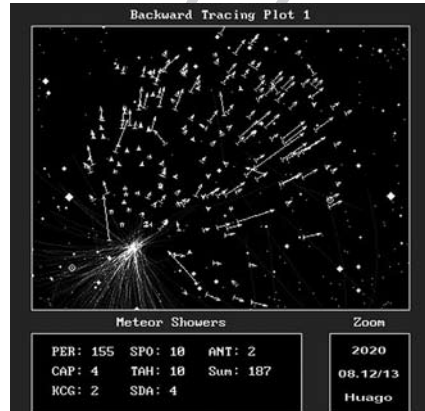 Backward Tracing Plot 1
Meteor Showers
PER: 155 SPO: 10 ANT: 2
CAP: 4 TAH: 10 Sum: 187
KCG: 2 SDA: 4
Zoom
2020
08.12/13
Huago